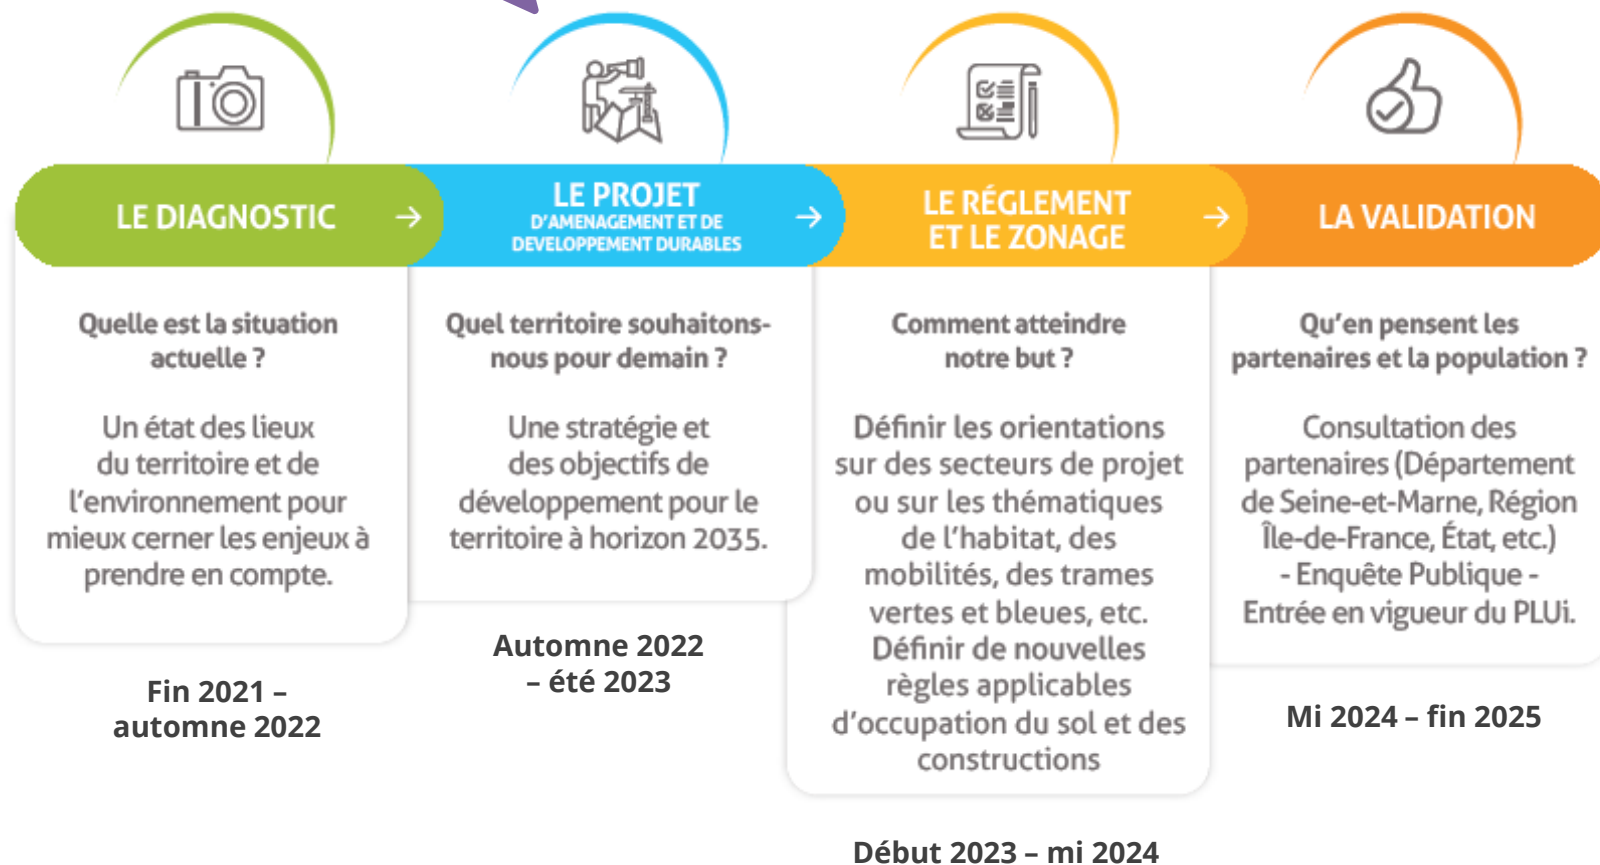 LE DIAGNOSTIC
Quelle est la situation
actuelle ?
Un état des lieux
du territoire et de
l'environnement pour
mieux cerner les enjeux à
prendre en compte.
Fin 2021 –
automne 2022
LE PROJET
D'AMENAGEMENT ET DE
DEVELOPPEMENT DURABLES
Quel territoire souhaitons-
nous pour demain ?
Une stratégie et
des objectifs de
développement pour le
territoire à horizon 2035.
Automne 2022
– été 2023
LE RÉGLEMENT
ET LE ZONAGE
Comment atteindre
notre but ?
Définir les orientations
sur des secteurs de projet
ou sur les thématiques
de l'habitat, des
mobilités, des trames
vertes et bleues, etc.
Définir de nouvelles
règles applicables
d'occupation du sol et des
constructions
Début 2023 – mi 2024
LA VALIDATION
Qu'en pensent les
partenaires et la population ?
Consultation des
partenaires (Département
de Seine-et-Marne, Région
Île-de-France, État, etc.)
- Enquête Publique -
Entrée en vigueur du PLUi.
Mi 2024 – fin 2025